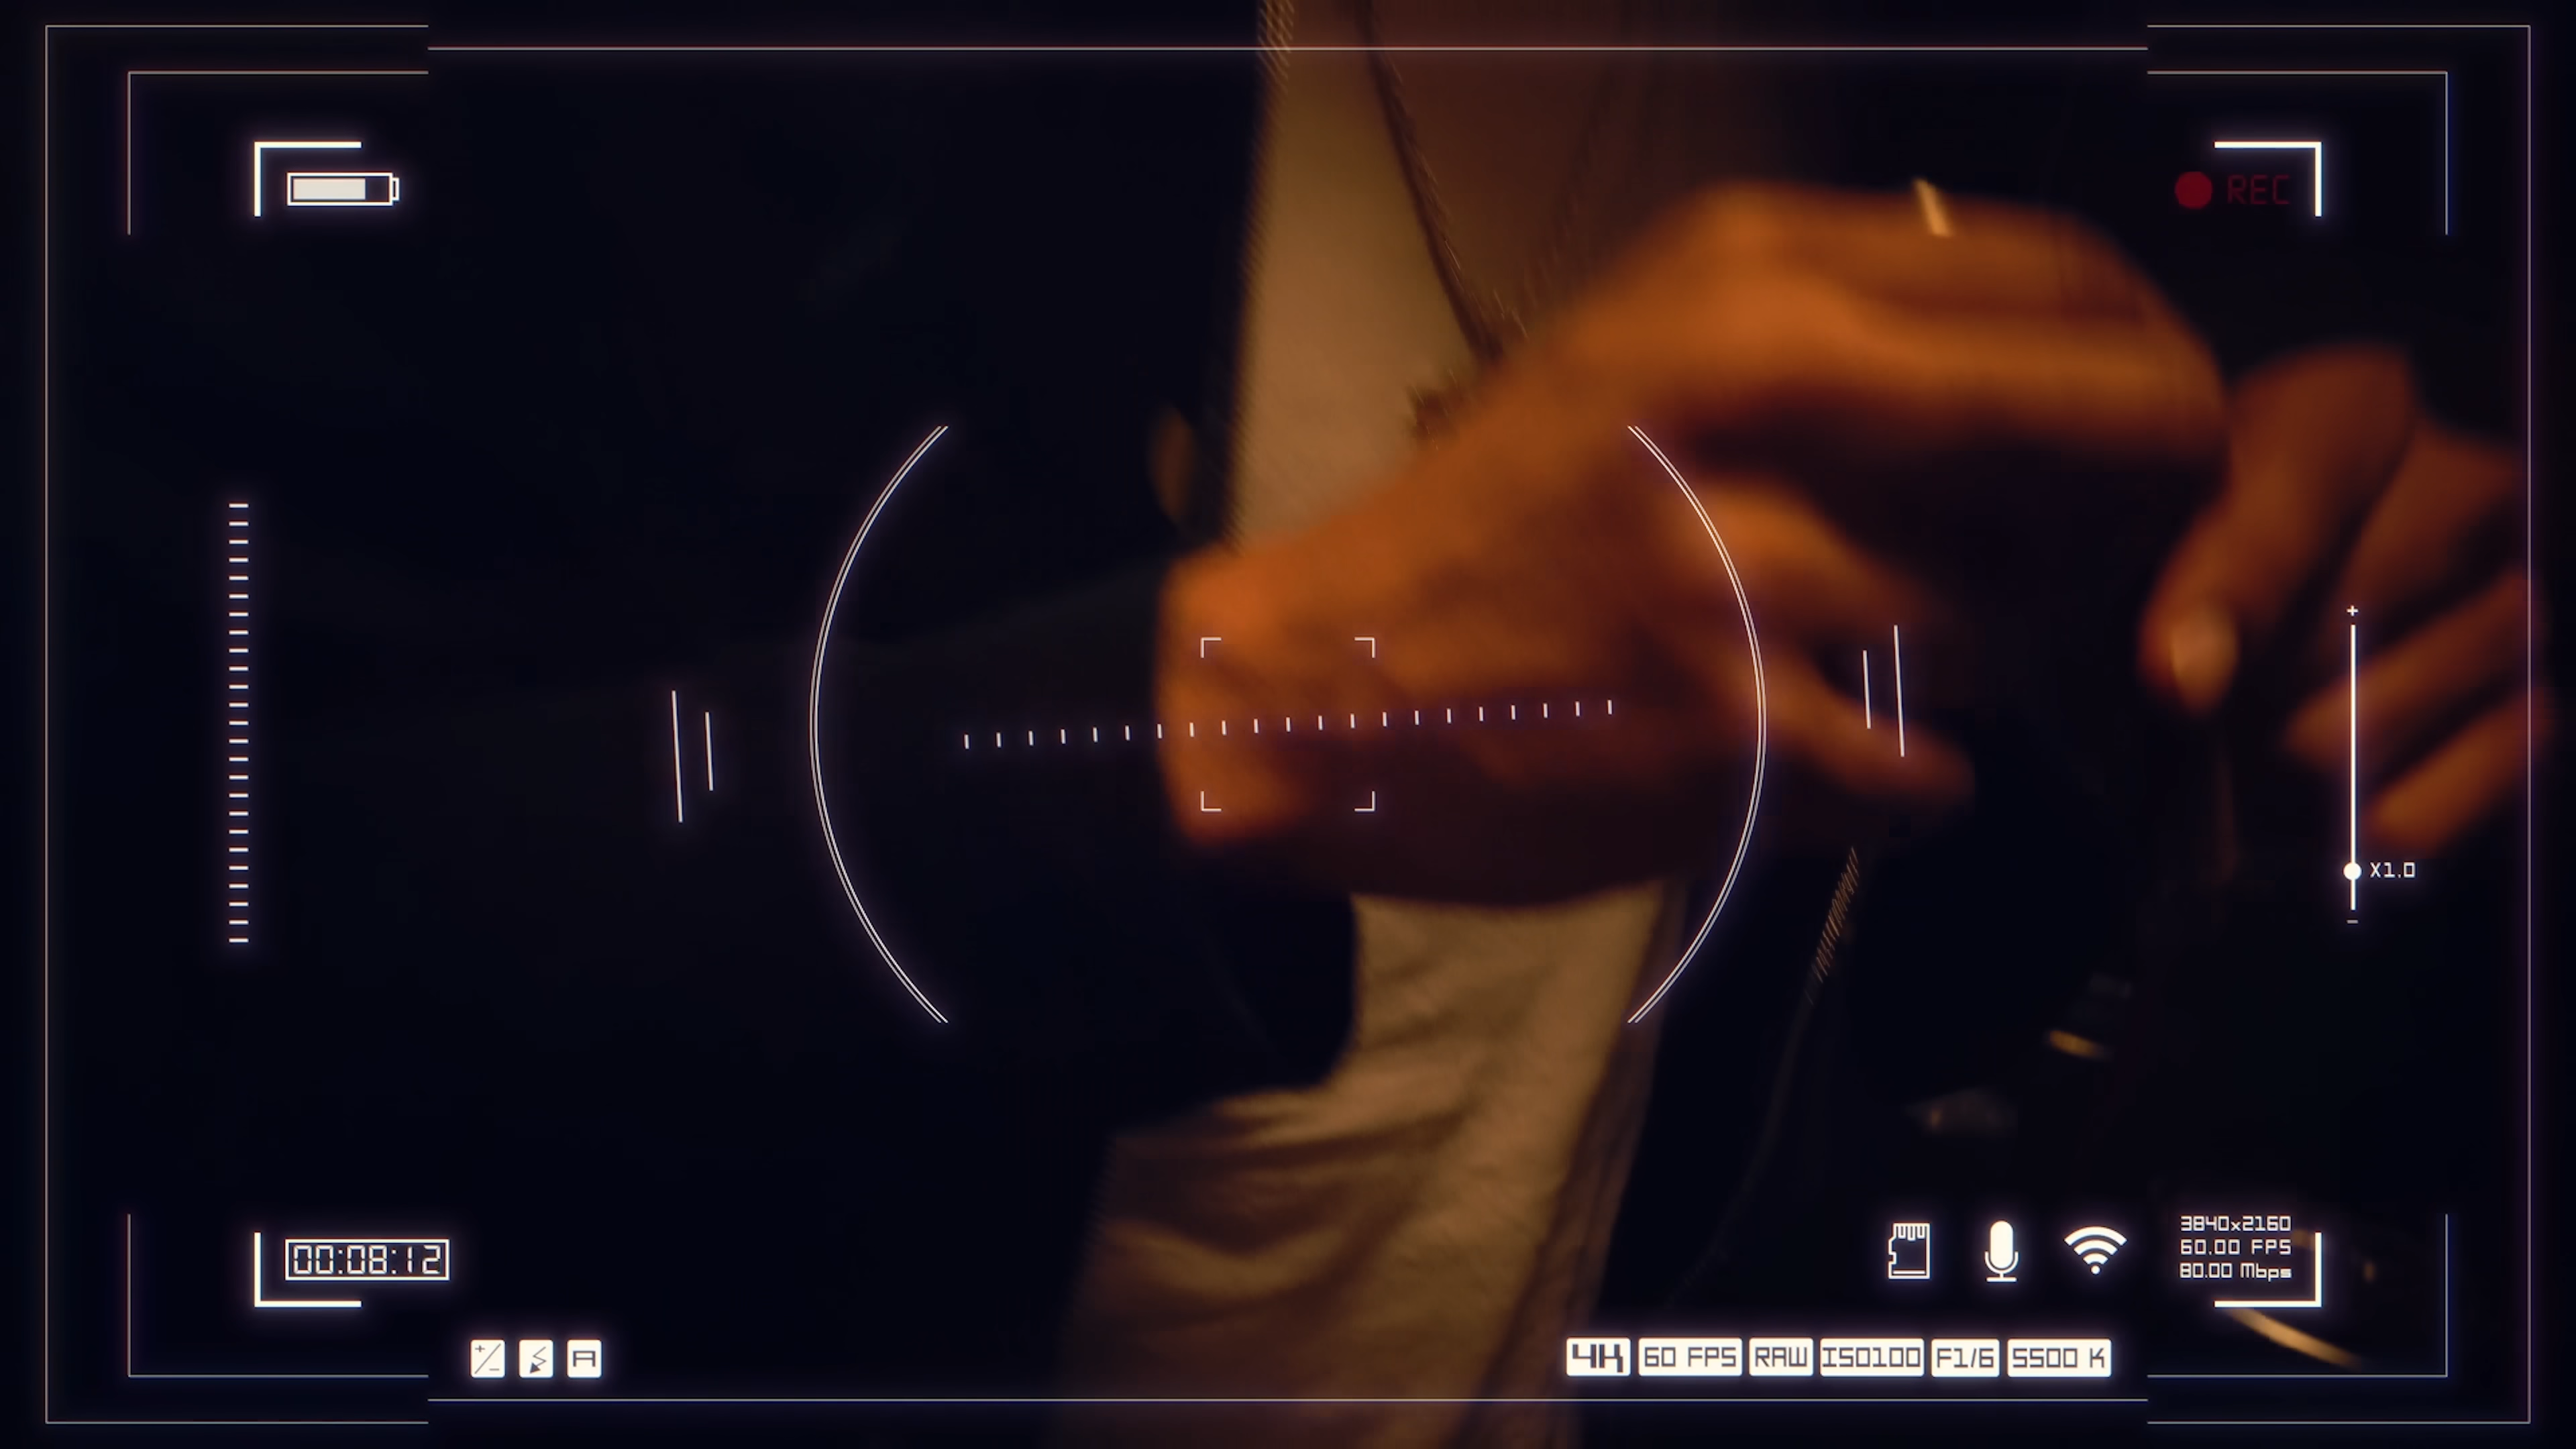 REC
X1.0
00:08:12
3840x2160
60.00 FPS
80.00 Mbps
A
4K 60 FPS RAW ISO100 F1/6 5500 K